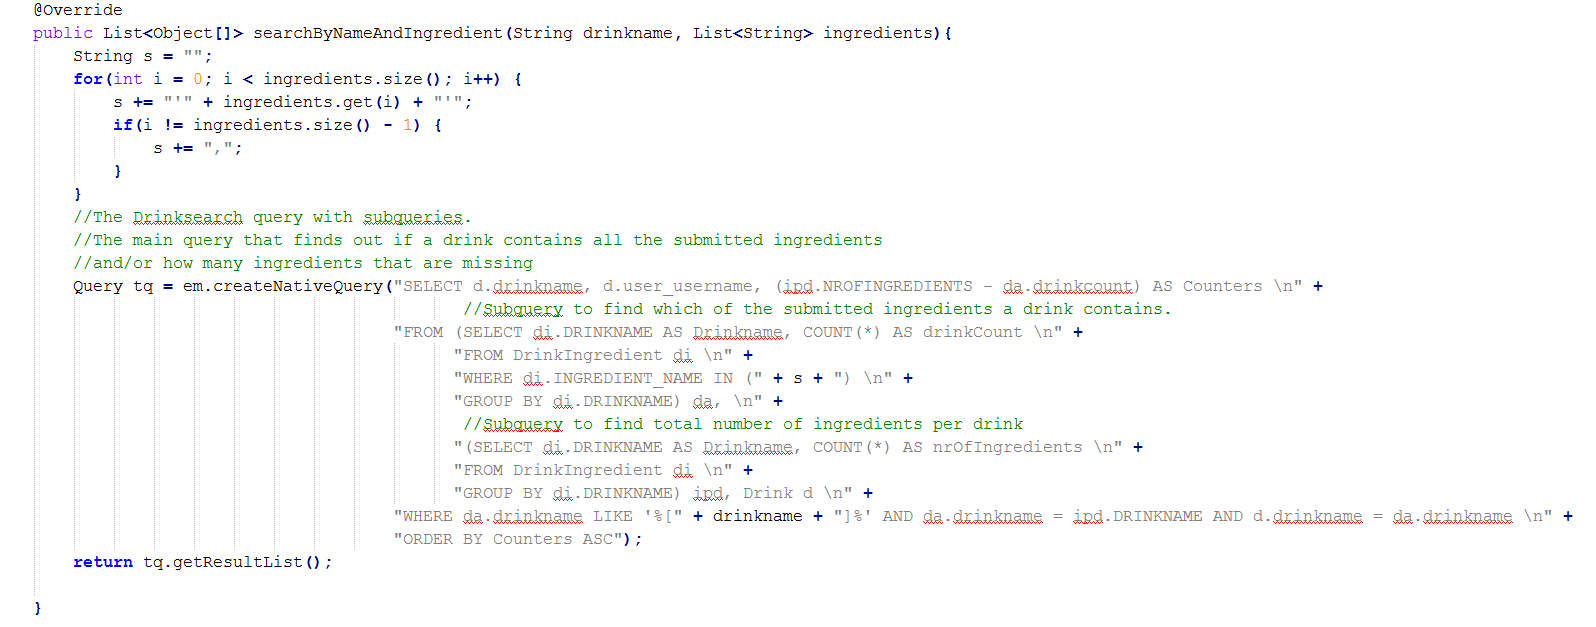 @Override
public List<Object[]> searchByNameAndIngredient(String drinkname, List<String> ingredients){
    String s = "";
    for(int i = 0; i < ingredients.size(); i++) {
        s += "'" + ingredients.get(i) + "'";
        if(i != ingredients.size() - 1) {
            s += ",";
        }
    }
    //The Drinksearch query with subqueries.
    //The main query that finds out if a drink contains all the submitted ingredients
    //and/or how many ingredients that are missing
    Query tq = em.createNativeQuery("SELECT d.drinkname, d.user_username, (ipd.NROFINGREDIENTS - da.drinkcount) AS Counters \n" +
                                           //Subquery to find which of the submitted ingredients a drink contains.
                                    "FROM (SELECT di.DRINKNAME AS Drinkname, COUNT(*) AS drinkCount \n" +
                                          "FROM DrinkIngredient di \n" +
                                          "WHERE di.INGREDIENT_NAME IN (" + s + ") \n" +
                                          "GROUP BY di.DRINKNAME) da, \n" +
                                           //Subquery to find total number of ingredients per drink
                                          "(SELECT di.DRINKNAME AS Drinkname, COUNT(*) AS nrOfIngredients \n" +
                                          "FROM DrinkIngredient di \n" +
                                          "GROUP BY di.DRINKNAME) ipd, Drink d \n" +
                                    "WHERE da.drinkname LIKE '%[" + drinkname + "]%' AND da.drinkname = ipd.DRINKNAME AND d.drinkname = da.drinkname \n" +
                                    "ORDER BY Counters ASC");
    return tq.getResultList();
}